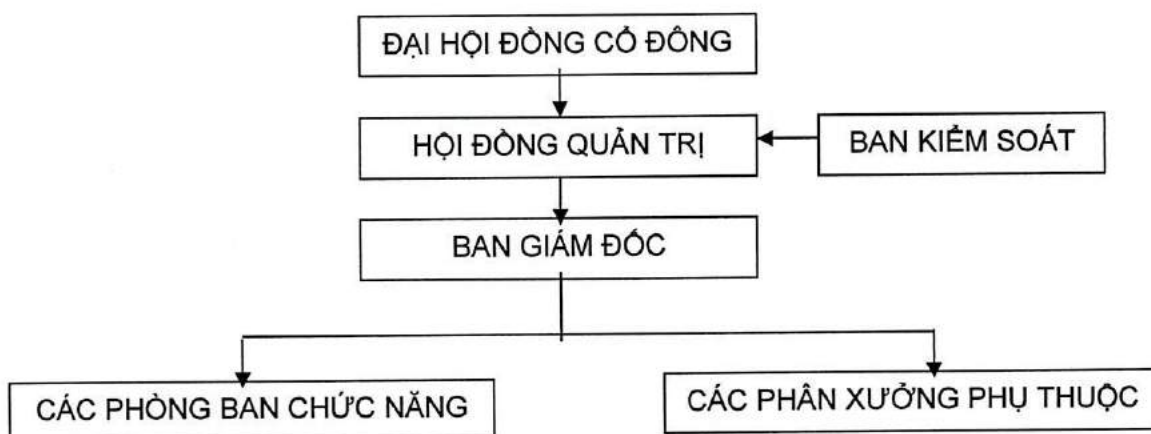 ĐẠI HỘI ĐỒNG CỔ ĐÔNG
HỘI ĐỒNG QUẢN TRỊ
BAN KIỂM SOÁT
BAN GIÁM ĐỐC
CÁC PHÒNG BAN CHỨC NĂNG
CÁC PHÂN XƯỞNG PHỤ THUỘC